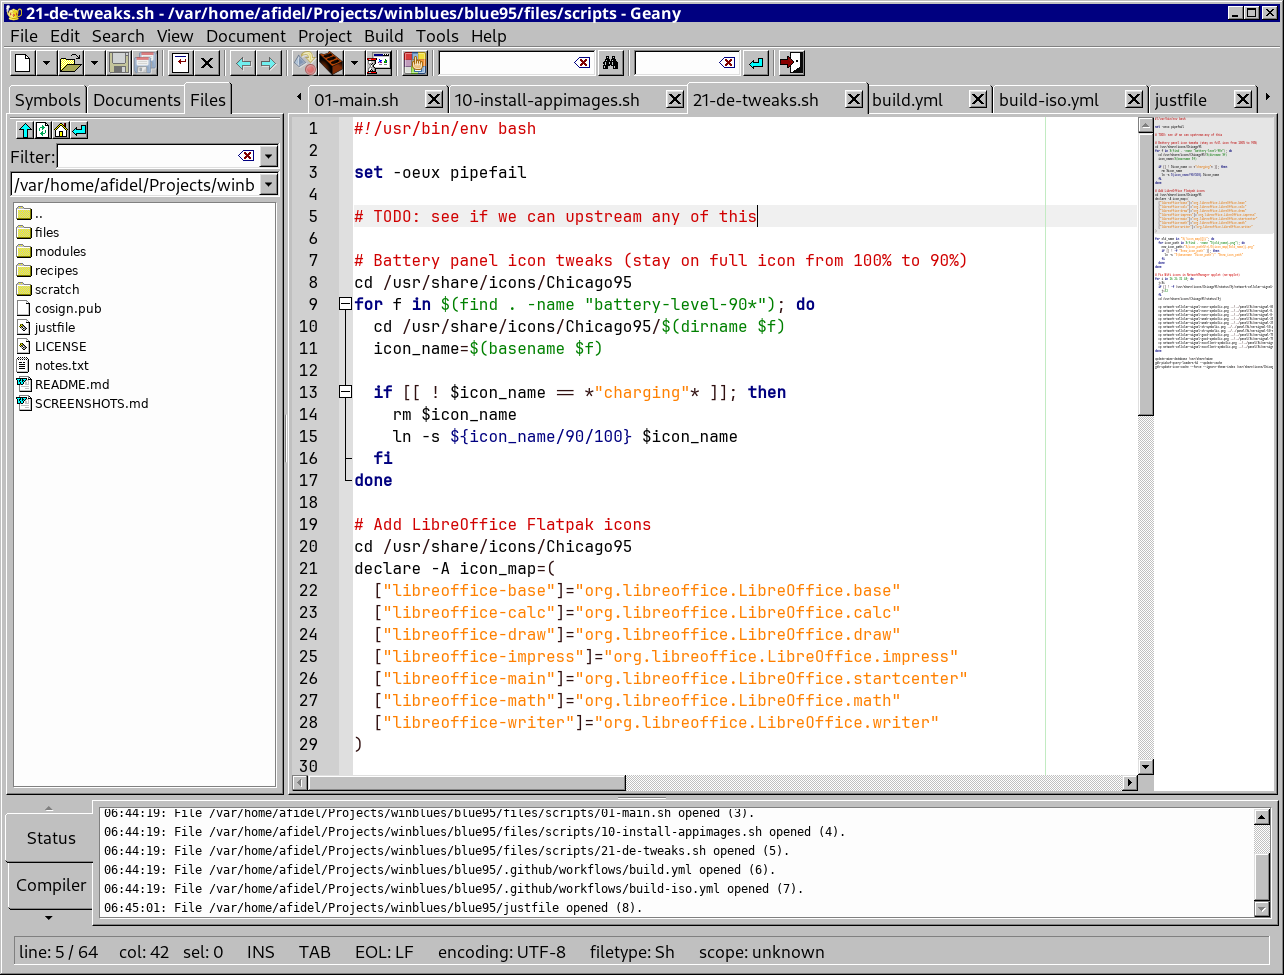 21-de-tweaks.sh - /var/home/afidel/Projects/winblues/blue95/files/scripts - Geany
File Edit Search View Document Project Build Tools Help
Symbols Documents Files
01-main.sh 10-install-appimages.sh 21-de-tweaks.sh build.yml build-iso.yml justfile
Filter:
/var/home/afidel/Projects/winb
..
files
modules
recipes
scratch
cosign.pub
justfile
LICENSE
notes.txt
README.md
SCREENSHOTS.md
1 #!/usr/bin/env bash
2
3 set -oeux pipefail
4
5 # TODO: see if we can upstream any of this
6
7 # Battery panel icon tweaks (stay on full icon from 100% to 90%)
8 cd /usr/share/icons/Chicago95
9 for f in $(find . -name "battery-level-90*"); do
10 cd /usr/share/icons/Chicago95/$(dirname $f)
11 icon_name=$(basename $f)
12
13 if [[ ! $icon_name == *"charging"* ]]; then
14 rm $icon_name
15 ln -s ${icon_name/90/100} $icon_name
16 fi
17 done
18
19 # Add LibreOffice Flatpak icons
20 cd /usr/share/icons/Chicago95
21 declare -A icon_map=(
22 ["libreoffice-base"]="org.libreoffice.LibreOffice.base"
23 ["libreoffice-calc"]="org.libreoffice.LibreOffice.calc"
24 ["libreoffice-draw"]="org.libreoffice.LibreOffice.draw"
25 ["libreoffice-impress"]="org.libreoffice.LibreOffice.impress"
26 ["libreoffice-main"]="org.libreoffice.LibreOffice.startcenter"
27 ["libreoffice-math"]="org.libreoffice.LibreOffice.math"
28 ["libreoffice-writer"]="org.libreoffice.LibreOffice.writer"
29 )
30
Status
Compiler
06:44:19: File /var/home/afidel/Projects/winblues/blue95/files/scripts/01-main.sh opened (3).
06:44:19: File /var/home/afidel/Projects/winblues/blue95/files/scripts/10-install-appimages.sh opened (4).
06:44:19: File /var/home/afidel/Projects/winblues/blue95/files/scripts/21-de-tweaks.sh opened (5).
06:44:19: File /var/home/afidel/Projects/winblues/blue95/.github/workflows/build.yml opened (6).
06:44:19: File /var/home/afidel/Projects/winblues/blue95/.github/workflows/build-iso.yml opened (7).
06:45:01: File /var/home/afidel/Projects/winblues/blue95/justfile opened (8).
line: 5 / 64 col: 42 sel: 0 INS TAB EOL: LF encoding: UTF-8 filetype: Sh scope: unknown